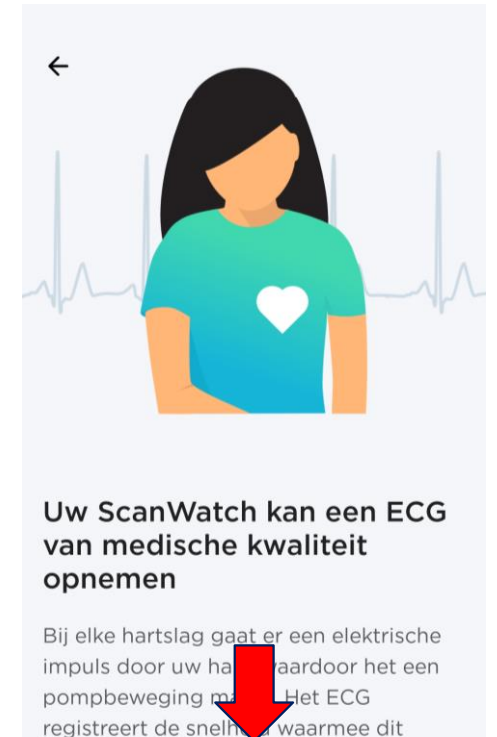 Uw ScanWatch kan een ECG
van medische kwaliteit
opnemen
Bij elke hartslag gaat er een elektrische
impuls door uw waardoor het een
pompbeweging Het ECG
registreert de waarmee dit